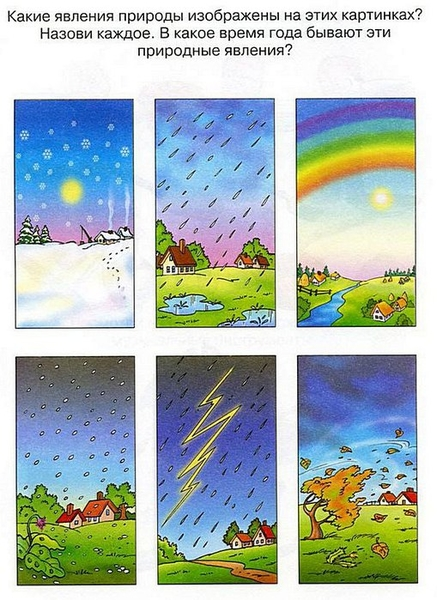 Какие явления природы изображены на этих картинках?
Назови каждое. В какое время года бывают эти
природные явления?